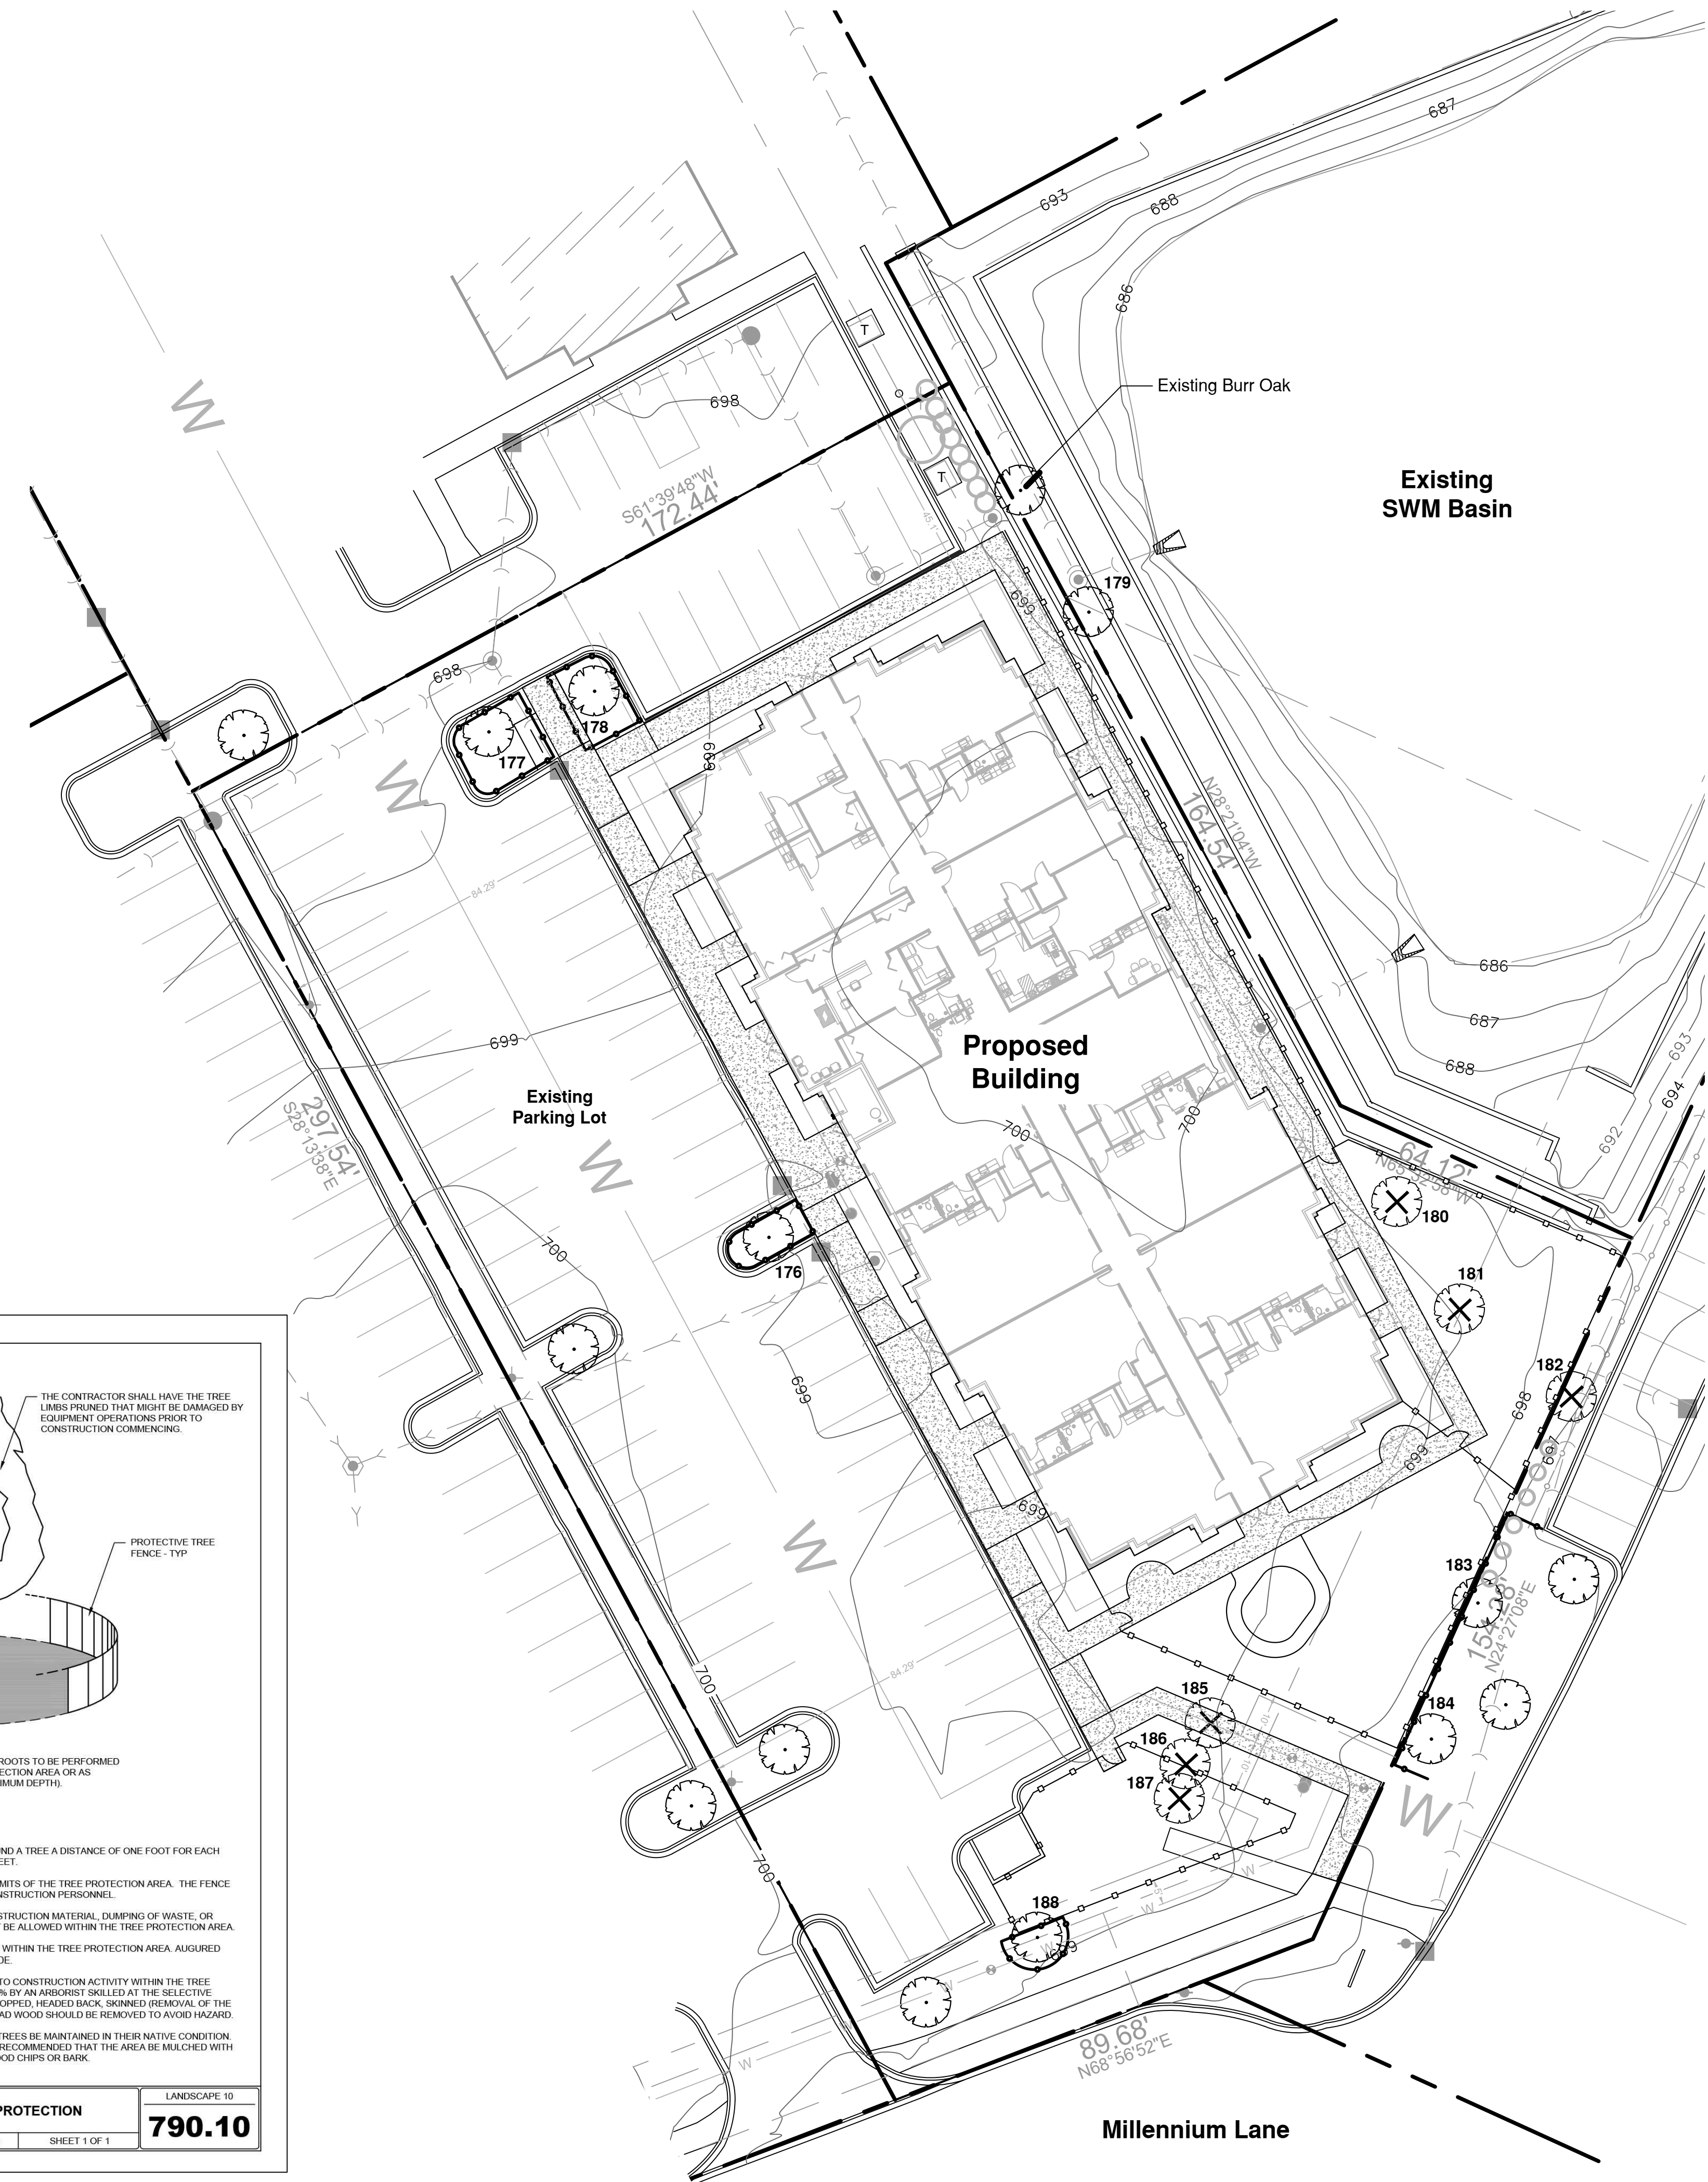 687
693
688
686
T
Existing Burr Oak
698
W
T
Existing
SWM Basin
S61°39'48"W
172.44'
45.1'
179
699
698
178
177
699
W
N28°21'04"W
164.54'
84.29'
686
687
688
693
694
692
699
Proposed
Building
Existing
Parking Lot
700
700
297.54'
S28°13'38"E
W
64.12'
180
700
176
181
699
182
698
697
THE CONTRACTOR SHALL HAVE THE TREE
LIMBS PRUNED THAT MIGHT BE DAMAGED BY
EQUIPMENT OPERATIONS PRIOR TO
CONSTRUCTION COMMENCING.
699
699
W
PROTECTIVE TREE
FENCE - TYP
183
154.28'
N24°27'08"E
84.29'
700
185
184
186
187
W
ROOTS TO BE PERFORMED
ECTION AREA OR AS
IMUM DEPTH).
UND A TREE A DISTANCE OF ONE FOOT FOR EACH
EET.
MITS OF THE TREE PROTECTION AREA. THE FENCE
NSTRUCTION PERSONNEL.
STRUCTION MATERIAL, DUMPING OF WASTE, OR
T BE ALLOWED WITHIN THE TREE PROTECTION AREA.
WITHIN THE TREE PROTECTION AREA. AUGURED
DE.
TO CONSTRUCTION ACTIVITY WITHIN THE TREE
% BY AN ARBORIST SKILLED AT THE SELECTIVE
OPPED, HEADED BACK, SKINNED (REMOVAL OF THE
AD WOOD SHOULD BE REMOVED TO AVOID HAZARD.
TREES BE MAINTAINED IN THEIR NATIVE CONDITION.
RECOMMENDED THAT THE AREA BE MULCHED WITH
OOD CHIPS OR BARK.
700
188
W
W
W
W
89.68'
N68°56'52"E
W
PROTECTION
SHEET 1 OF 1
LANDSCAPE 10
790.10
Millennium Lane